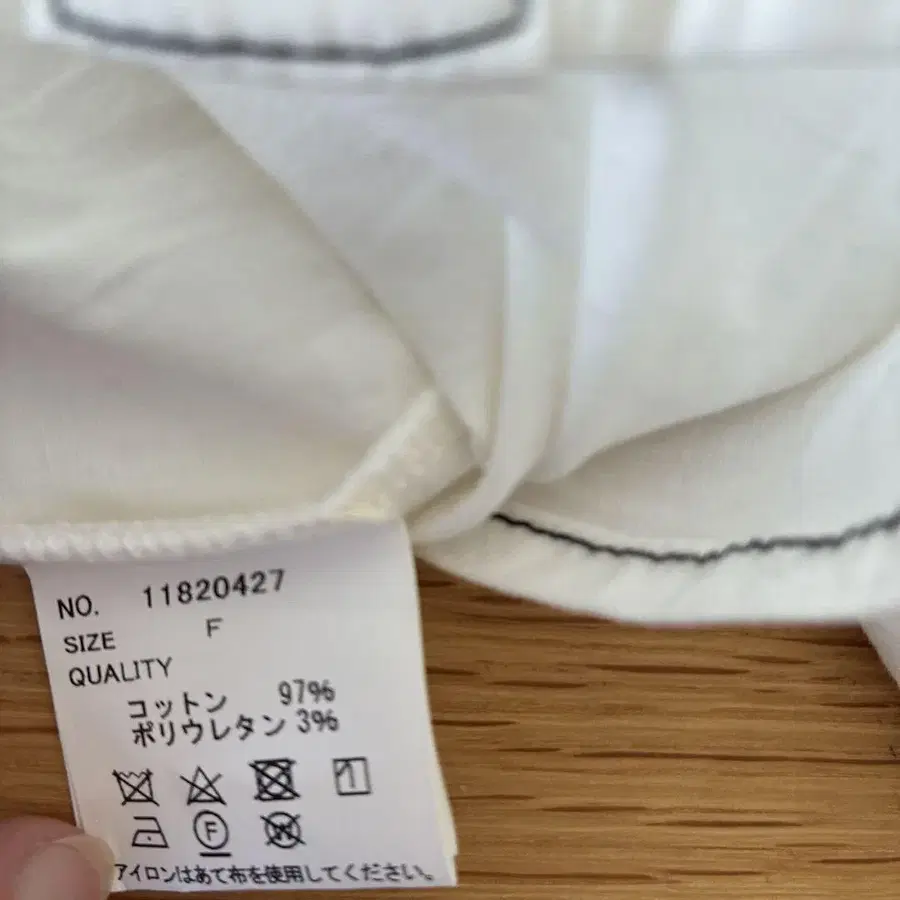 NO. 11820427
SIZE F
QUALITY
コットン 97%
ポリウレタン 3%
F W
アイロンはあて布を使用してください。